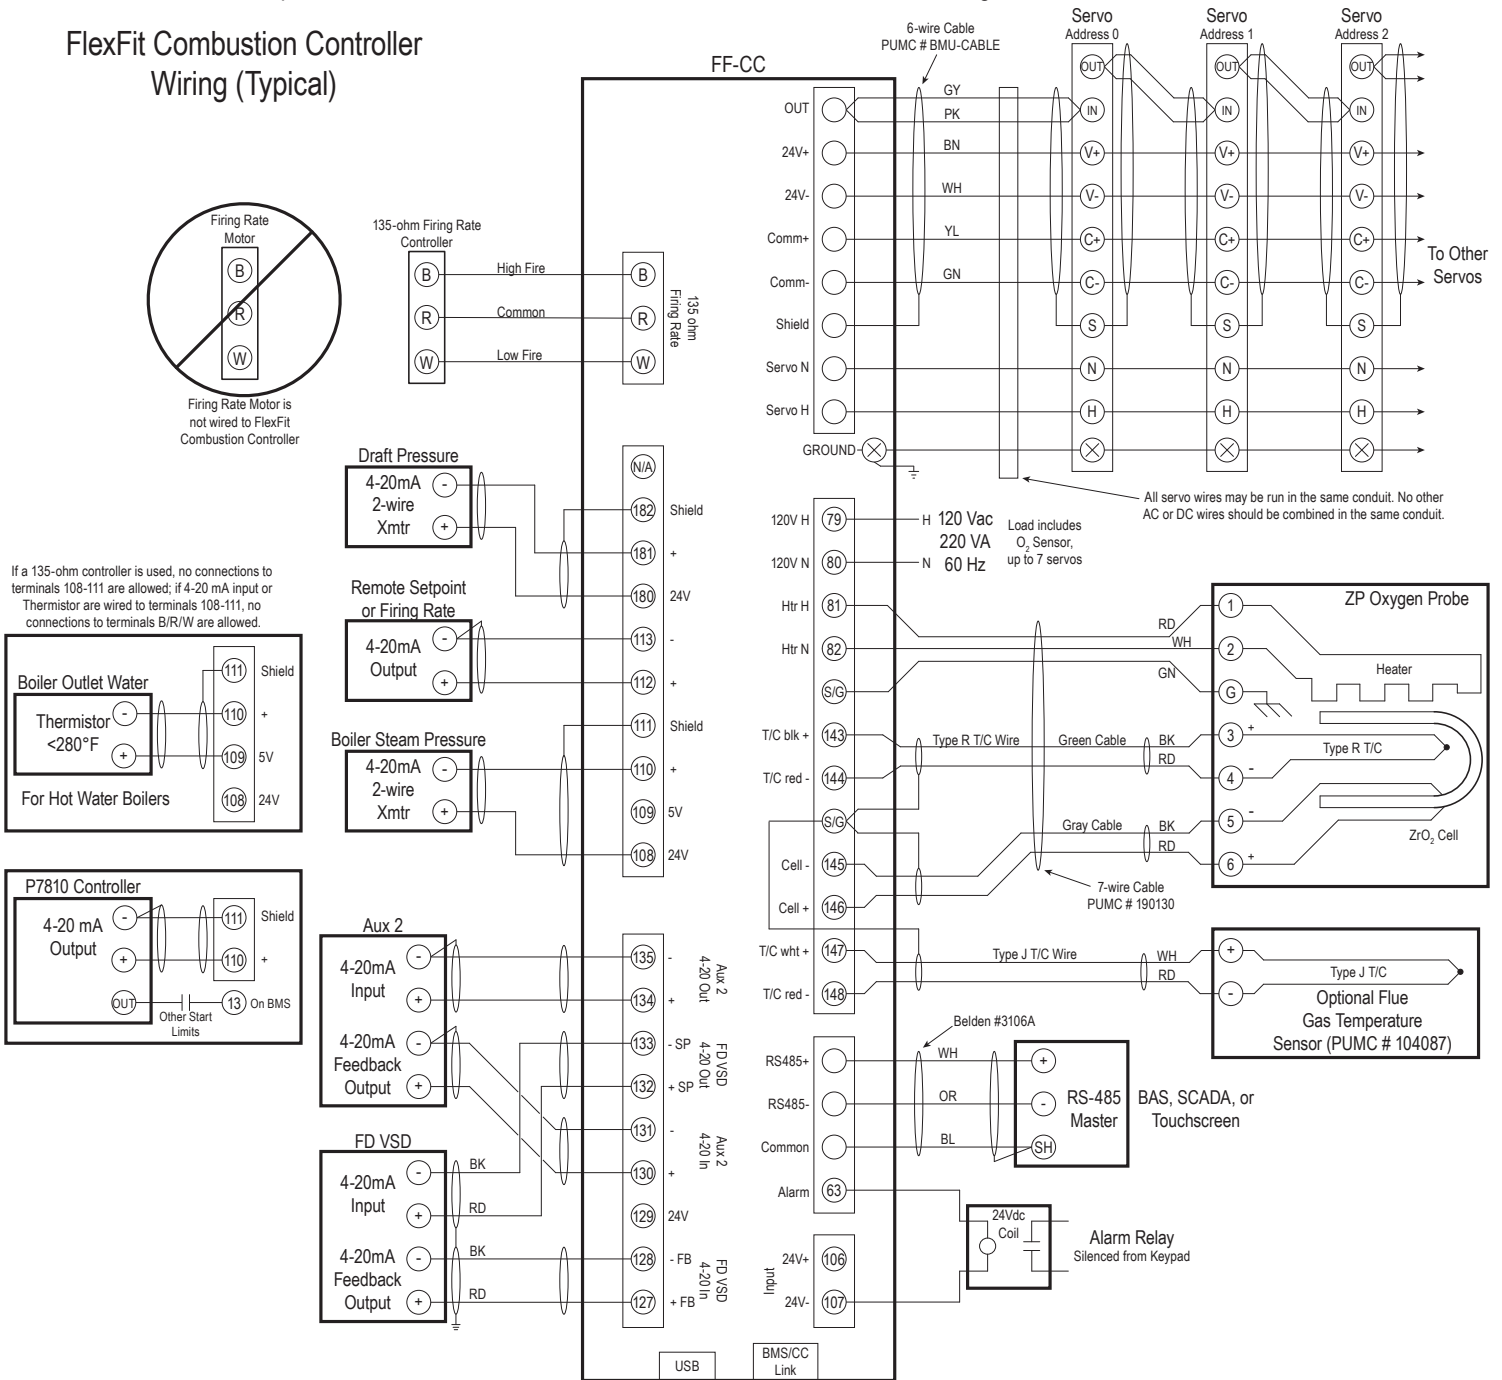 FlexFit Combustion Controller
Wiring (Typical)
FF-CC
6-wire Cable
PUMC # BMU-CABLE
Servo
Address 0
Servo
Address 1
Servo
Address 2
OUT
GY
PK
OUT
IN
OUT
IN
OUT
IN
24V+
BN
V+
V+
V+
24V-
WH
V-
V-
V-
Comm+
YL
C+
C+
C+
Comm-
GN
C-
C-
C-
To Other
Servos
Shield
S
S
S
Servo N
N
N
N
Servo H
H
H
H
GROUND
All servo wires may be run in the same conduit. No other
AC or DC wires should be combined in the same conduit.
Firing Rate
Motor
B
R
W
Firing Rate Motor is
not wired to FlexFit
Combustion Controller
135-ohm Firing Rate
Controller
B
High Fire
B
R
Common
R
W
Low Fire
W
135 ohm
Firing Rate
Draft Pressure
4-20mA
2-wire
Xmtr
-
+
N/A
182 Shield
181 +
180 24V
Remote Setpoint
or Firing Rate
4-20mA
Output
-
+
113 -
112 +
Boiler Steam Pressure
4-20mA
2-wire
Xmtr
-
+
111 Shield
110 +
109 5V
108 24V
If a 135-ohm controller is used, no connections to
terminals 108-111 are allowed; if 4-20 mA input or
Thermistor are wired to terminals 108-111, no
connections to terminals B/R/W are allowed.
Boiler Outlet Water
Thermistor
<280°F
-
+
111 Shield
110 +
109 5V
108 24V
For Hot Water Boilers
P7810 Controller
4-20 mA
Output
-
+
OUT
111 Shield
110 +
13 On BMS
Other Start
Limits
Aux 2
4-20mA
Input
-
+
4-20mA
Feedback
Output
-
+
FD VSD
4-20mA
Input
-
+
4-20mA
Feedback
Output
-
+
BK
RD
BK
RD
135 -
134 +
Aux 2
4-20 Out
133 - SP
132 + SP
FD VSD
4-20 Out
131 -
130 +
Aux 2
4-20 In
129 24V
128 - FB
127 + FB
FD VSD
4-20 In
USB
BMS/CC
Link
120V H 79
H 120 Vac
220 VA
N 60 Hz
Load includes
O2 Sensor,
up to 7 servos
120V N 80
Htr H 81
RD
1
Htr N 82
WH
2
S/G
GN
G
ZP Oxygen Probe
Heater
T/C blk + 143
Type R T/C Wire
Green Cable
BK
3 +
Type R T/C
T/C red - 144
RD
4 -
S/G
Gray Cable
BK
5 -
RD
6 +
ZrO2 Cell
Cell - 145
Cell + 146
7-wire Cable
PUMC # 190130
T/C wht + 147
Type J T/C Wire
WH
+
Type J T/C
T/C red - 148
RD
-
Optional Flue
Gas Temperature
Sensor (PUMC # 104087)
Belden #3106A
RS485+
WH
+
RS485-
OR
-
Common
BL
SH
RS-485
Master
BAS, SCADA, or
Touchscreen
Alarm 63
24Vdc
Coil
Alarm Relay
Silenced from Keypad
24V+ 106
Input
24V- 107